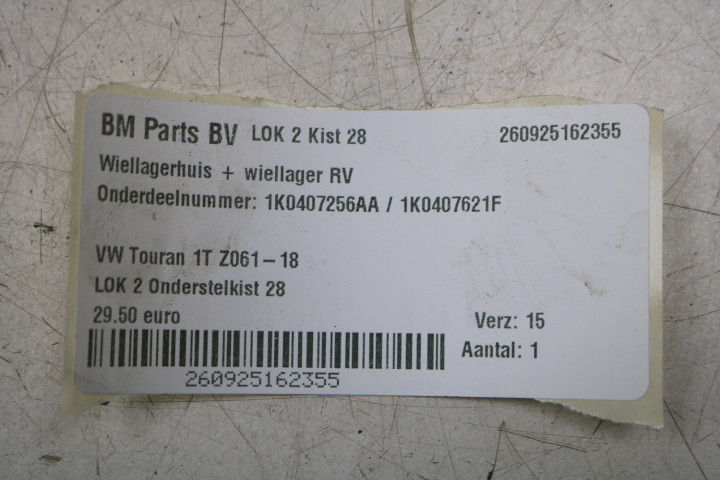 BM Parts BV LOK 2 Kist 28 260925162355
Wiellagerhuis + wiellager RV
Onderdeelnummer: 1K0407256AA / 1K0407621F
VW Touran 1T Z061-18
LOK 2 Onderstelkist 28
29.50 euro Verz: 15
Aantal: 1
260925162355